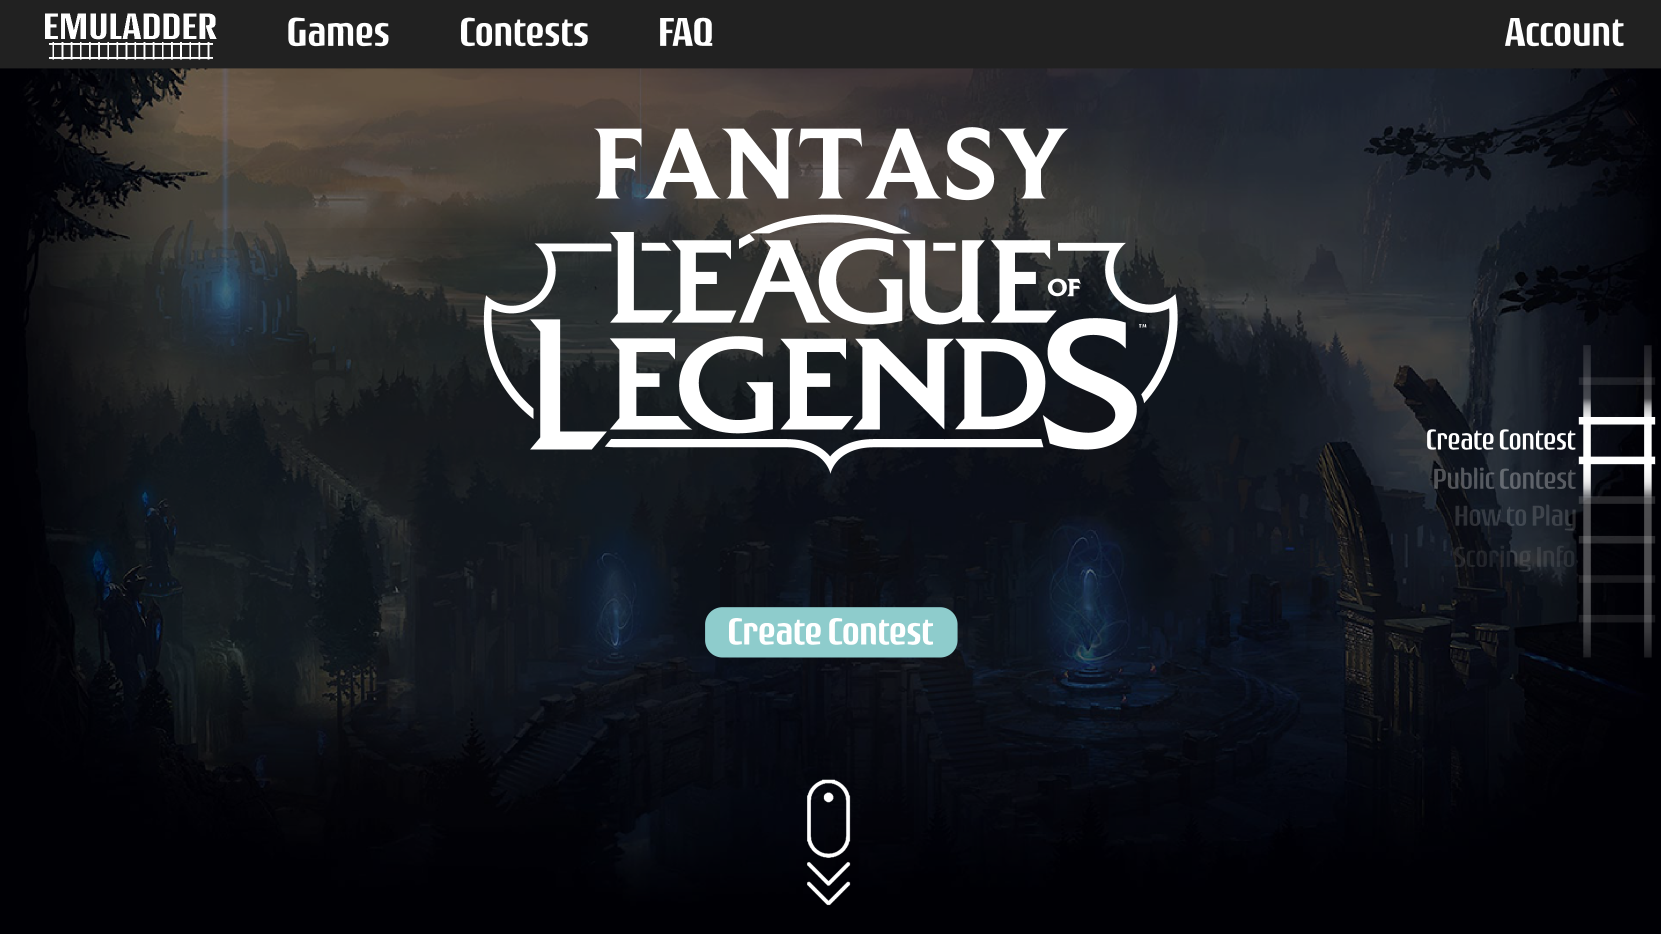 EMULADDER Games Contests FAQ Account
FANTASY
LEAGUE OF
LEGENDS™
Create Contest
Public Contest
How to Play
Scoring Info
Create Contest